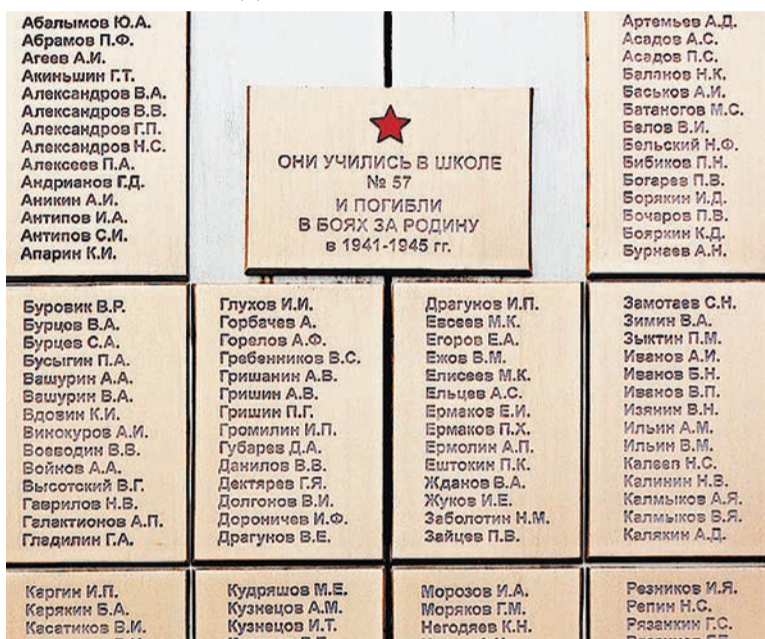 Абалымов Ю.А.
Абрамов П.Ф.
Агеев А.И.
Акиньшин Г.Т.
Александров В.А.
Александров В.В.
Александров Г.П.
Александров Н.С.
Алексеев П.А.
Андрианов Г.Д.
Аникин А.И.
Антипов И.А.
Антипов С.И.
Апарин К.И.
ОНИ УЧИЛИСЬ В ШКОЛЕ
№ 57
И ПОГИБЛИ
В БОЯХ ЗА РОДИНУ
в 1941-1945 гг.
Артемьев А.Д.
Асадов А.С.
Асадов П.С.
Баланов Н.К.
Баськов А.И.
Батаногов М.С.
Белов В.И.
Бельский Н.Ф.
Бибиков П.Н.
Богарев П.В.
Борякин И.Д.
Бочаров П.В.
Бояркин К.Д.
Бурнаев А.Н.
Буровик В.Р.
Бурцов В.А.
Бурцев С.А.
Бусыгин П.А.
Вашурин А.А.
Вашурин В.А.
Вдовин К.И.
Винокуров А.И.
Воеводин В.В.
Войнов А.А.
Высотский В.Г.
Гаврилов Н.В.
Галактионов А.П.
Гладилин Г.А.
Глухов И.И.
Горбачев А.
Горелов А.Ф.
Гребенников В.С.
Гришанин А.В.
Гришин А.В.
Гришин П.Г.
Громилин И.П.
Губарев Д.А.
Данилов В.В.
Дектярев Г.Я.
Долгонов В.И.
Дороничев И.Ф.
Драгунов В.Е.
Драгунов И.П.
Евсеев М.К.
Егоров Е.А.
Ежов В.М.
Елисеев М.К.
Ельцев А.С.
Ермаков Е.И.
Ермаков П.Х.
Ермолин А.П.
Ештокин П.К.
Жданов В.А.
Жуков И.Е.
Заболотин Н.М.
Зайцев П.В.
Замотаев С.Н.
Зимин В.А.
Зыктин П.М.
Иванов А.И.
Иванов Б.Н.
Иванов В.П.
Изянин В.Н.
Ильин А.М.
Ильин В.М.
Калеев Н.С.
Калинин Н.В.
Калмыков А.Я.
Калмыков В.Я.
Калякин А.Д.
Каргин И.П.
Карякин Б.А.
Касатиков В.И.
Кудряшов М.Е.
Кузнецов А.М.
Кузнецов И.Т.
Морозов И.А.
Моряков Г.М.
Негодяев К.Н.
Резников И.Я.
Репин Н.С.
Рязанкин Г.С.